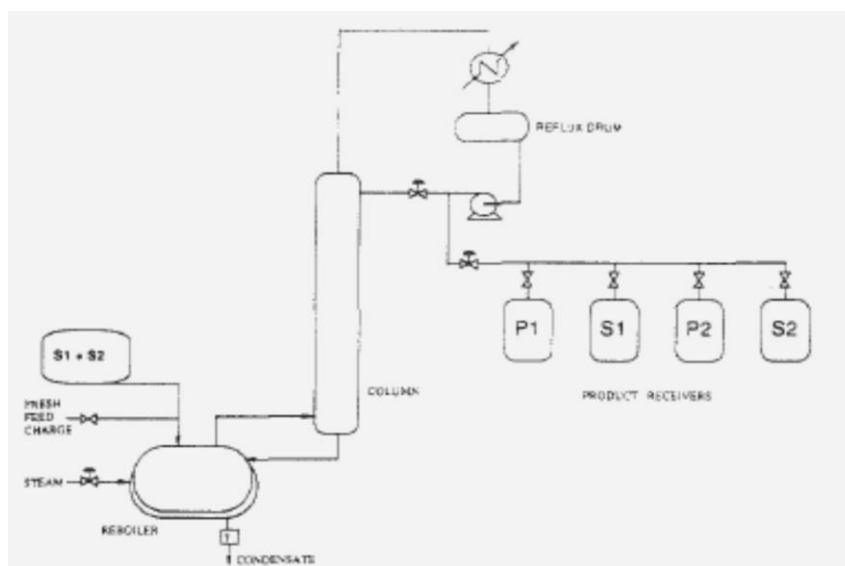 REFLUX DRUM
P1
S1
P2
S2
S1 + S2
COLUMN
PRODUCT RECEIVERS
FRESH
FEED
CHARGE
STEAM
REBOILER
T
CONDENSATE